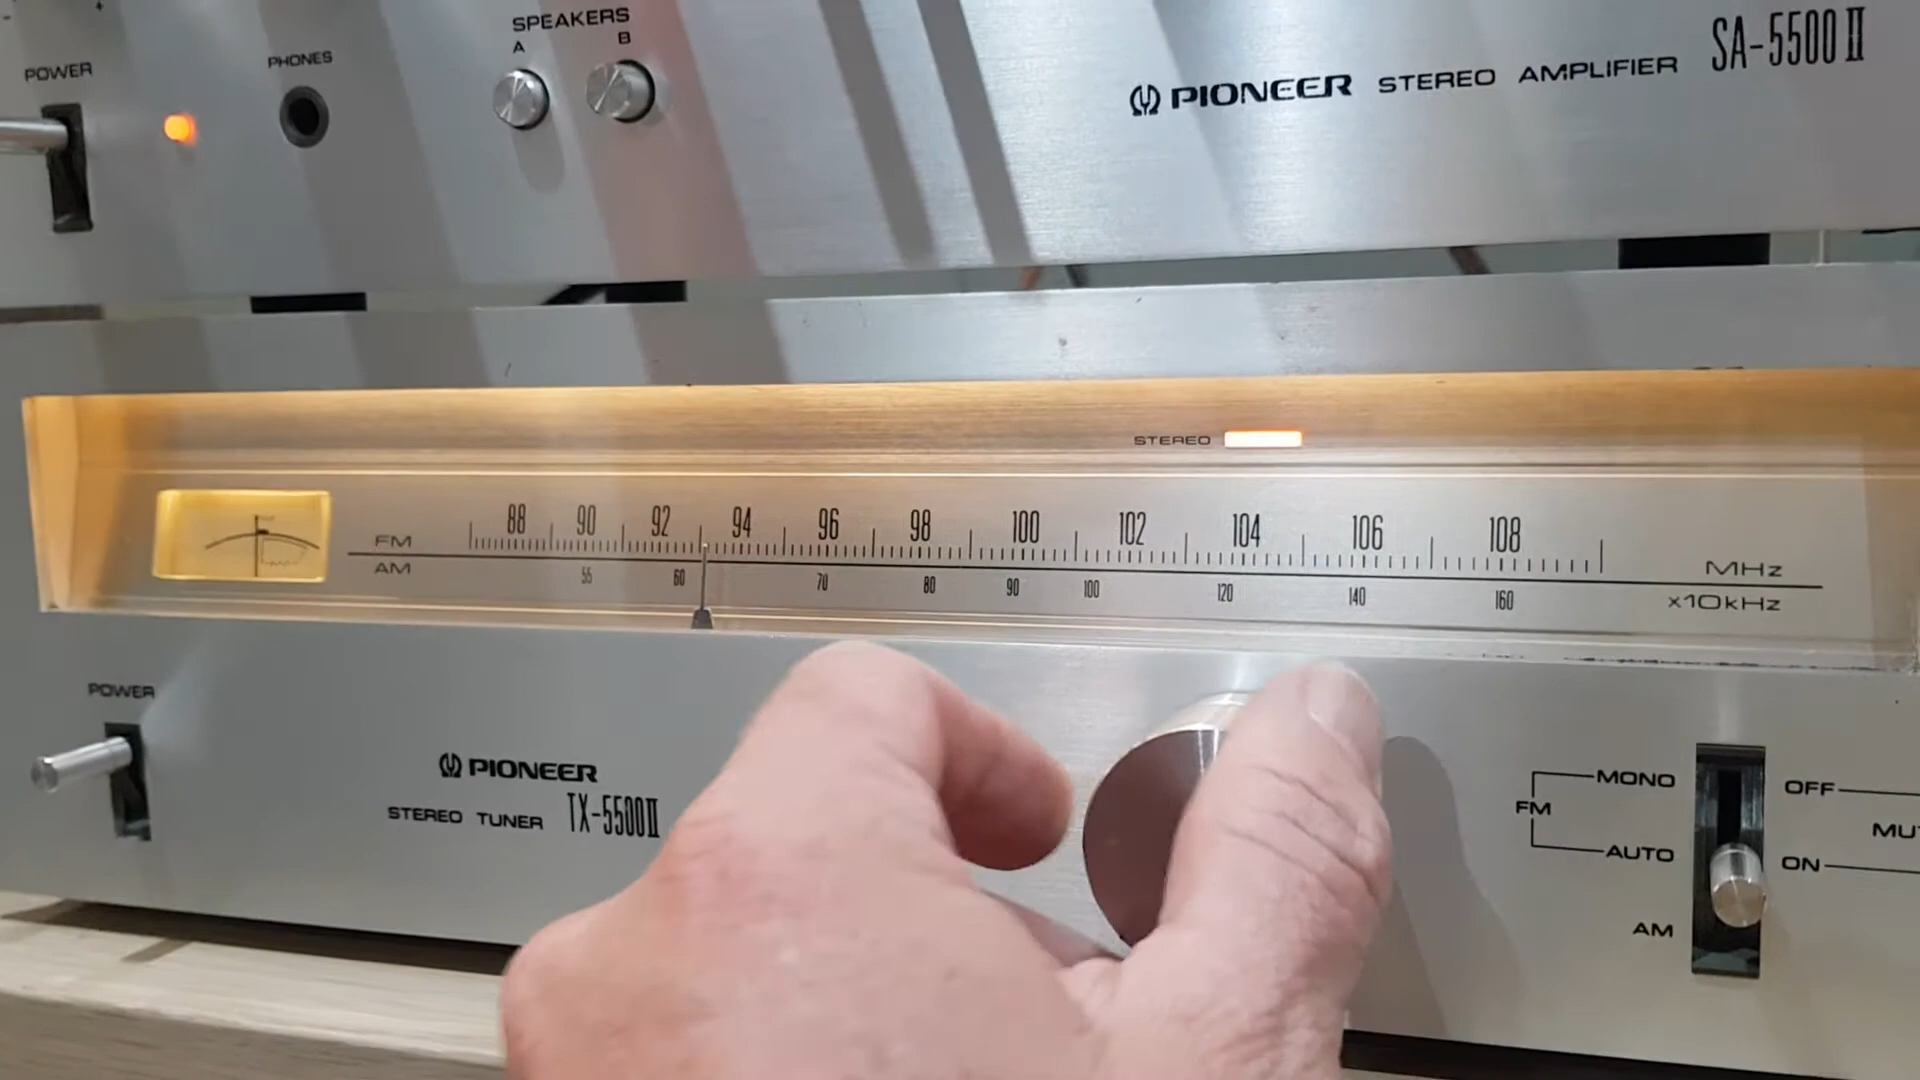 SPEAKERS
A B
POWER
PHONES
PIONEER STEREO AMPLIFIER SA-5500 II
STEREO
88 90 92 94 96 98 100 102 104 106 108
FM MHz
AM 55 60 70 80 90 100 120 140 160 x10kHz
POWER
PIONEER
STEREO TUNER TX-5500 II
MONO OFF
FM
AUTO ON
AM